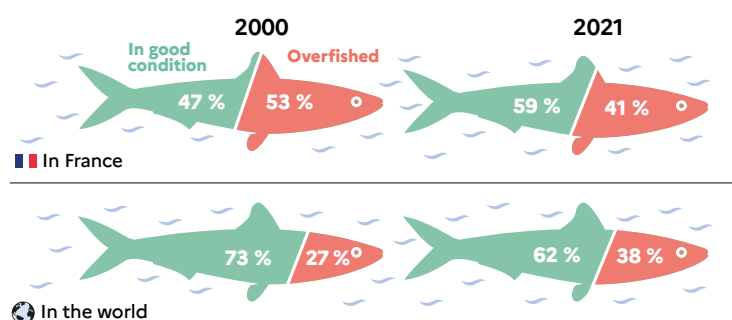 2000
2021
In good
condition
Overfished
47 %
53 %
59 %
41 %
In France
73 %
27 %
62 %
38 %
In the world